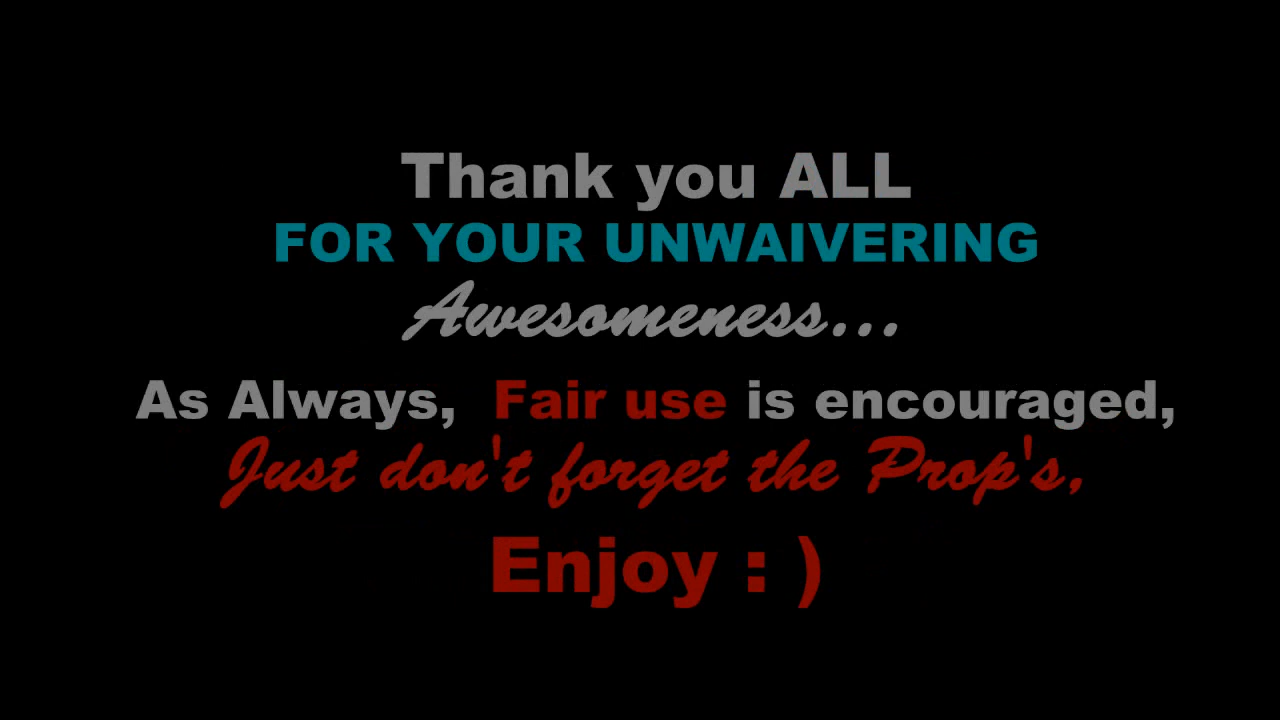 Thank you ALL
FOR YOUR UNWAIVERING
Awesomeness...
As Always, Fair use is encouraged,
Just don't forget the Prop's,
Enjoy : )